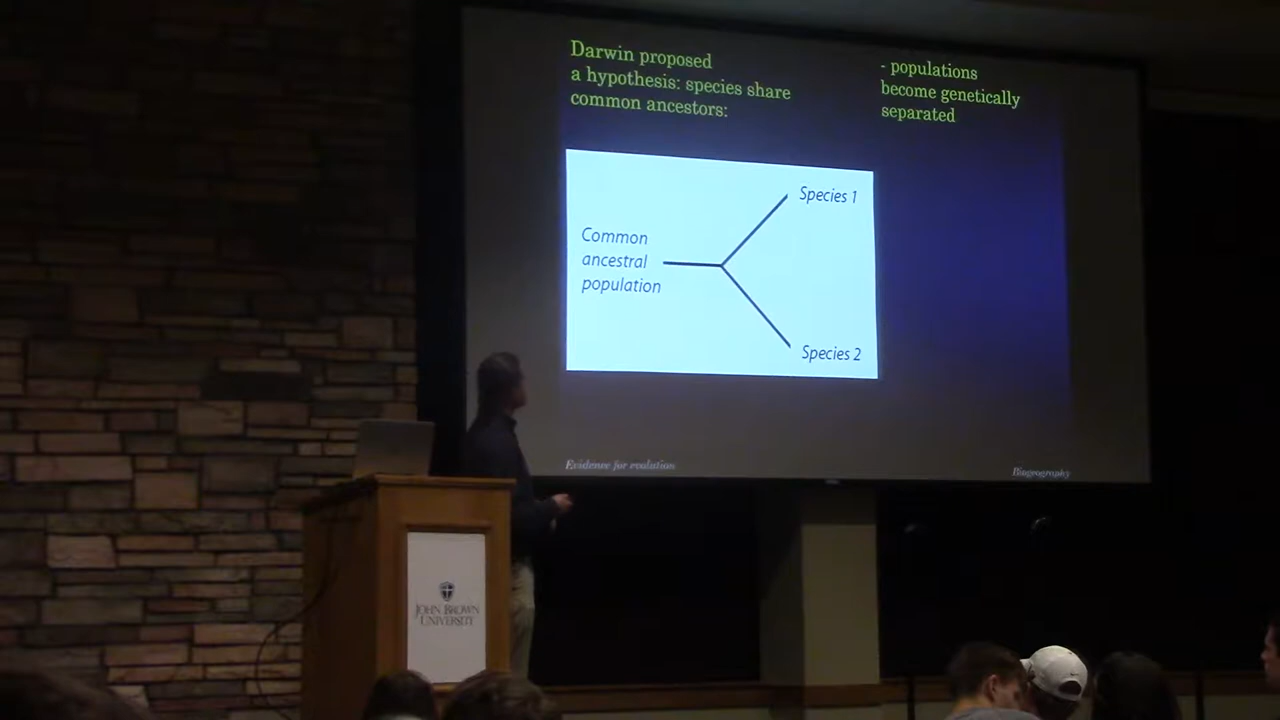 Darwin proposed
a hypothesis: species share
common ancestors:
- populations
become genetically
separated
Species 1
Common
ancestral
population
Species 2
Evidence for evolution
Biogeography
JOHN BROWN
UNIVERSITY